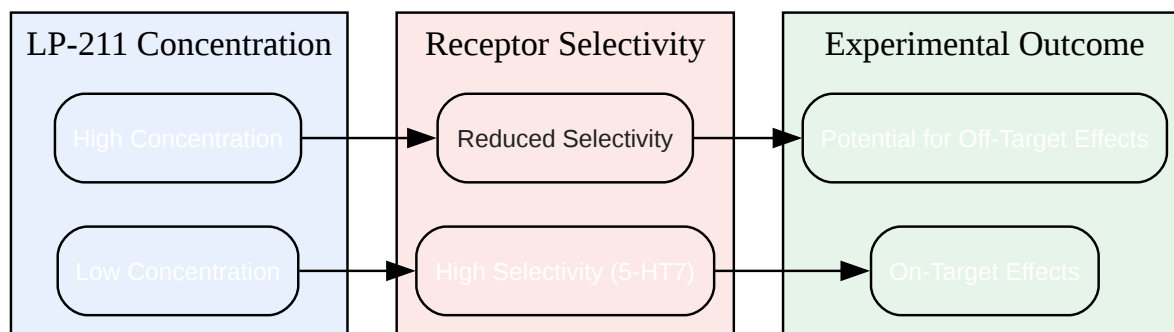 LP-211 Concentration
Receptor Selectivity
Experimental Outcome
High Concentration
Reduced Selectivity
Potential for Off-Target Effects
Low Concentration
High Selectivity (5-HT7)
On-Target Effects